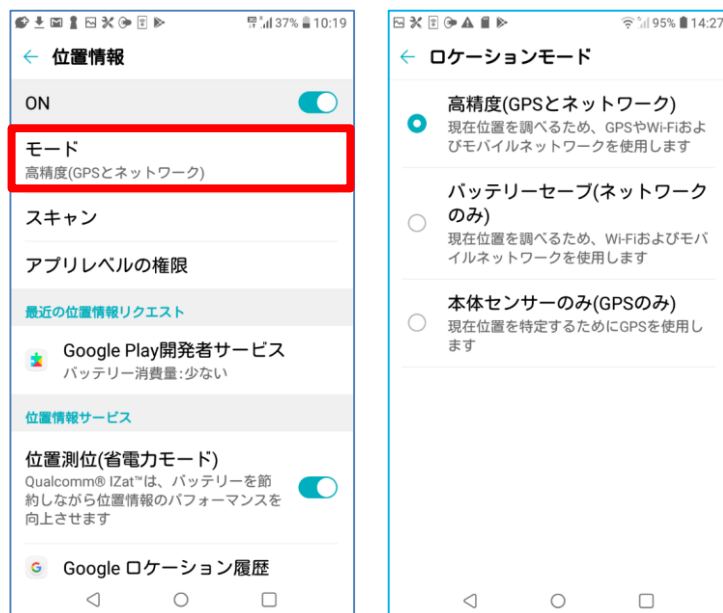 37% 10:19
位置情報
ON
モード
高精度(GPSとネットワーク)
スキャン
アプリレベルの権限
最近の位置情報リクエスト
Google Play開発者サービス
バッテリー消費量:少ない
位置情報サービス
位置測位(省電力モード)
Qualcomm® IZat™は、バッテリーを節
約しながら位置情報のパフォーマンスを
向上させます
G Google ロケーション履歴
95% 14:27
ロケーションモード
高精度(GPSとネットワーク)
現在位置を調べるため、GPSやWi-Fiおよ
びモバイルネットワークを使用します
バッテリーセーブ(ネットワーク
のみ)
現在位置を調べるため、Wi-Fiおよびモバ
イルネットワークを使用します
本体センサーのみ(GPSのみ)
現在位置を特定するためにGPSを使用し
ます